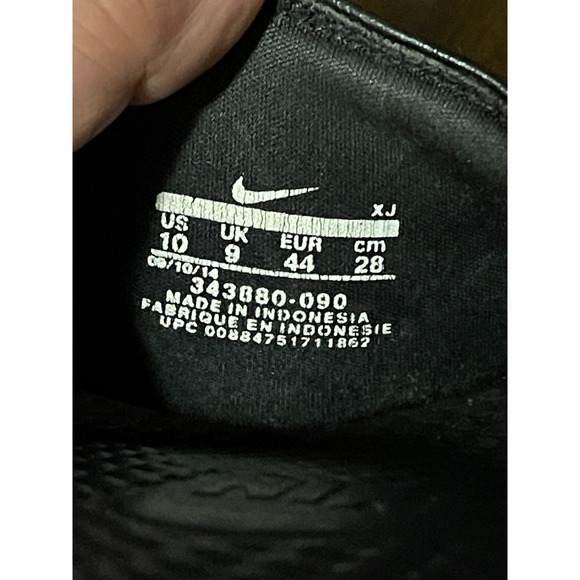 XJ
US UK EUR cm
10 9 44 28
09/10/14
343880-090
MADE IN INDONESIA
FABRIQUE EN INDONESIE
UPC 00884751711862